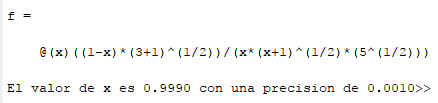 f =
@(x)((1-x)*(3+1)^(1/2))/(x*(x+1)^(1/2)*(5^(1/2)))
El valor de x es 0.9990 con una precision de 0.0010>>